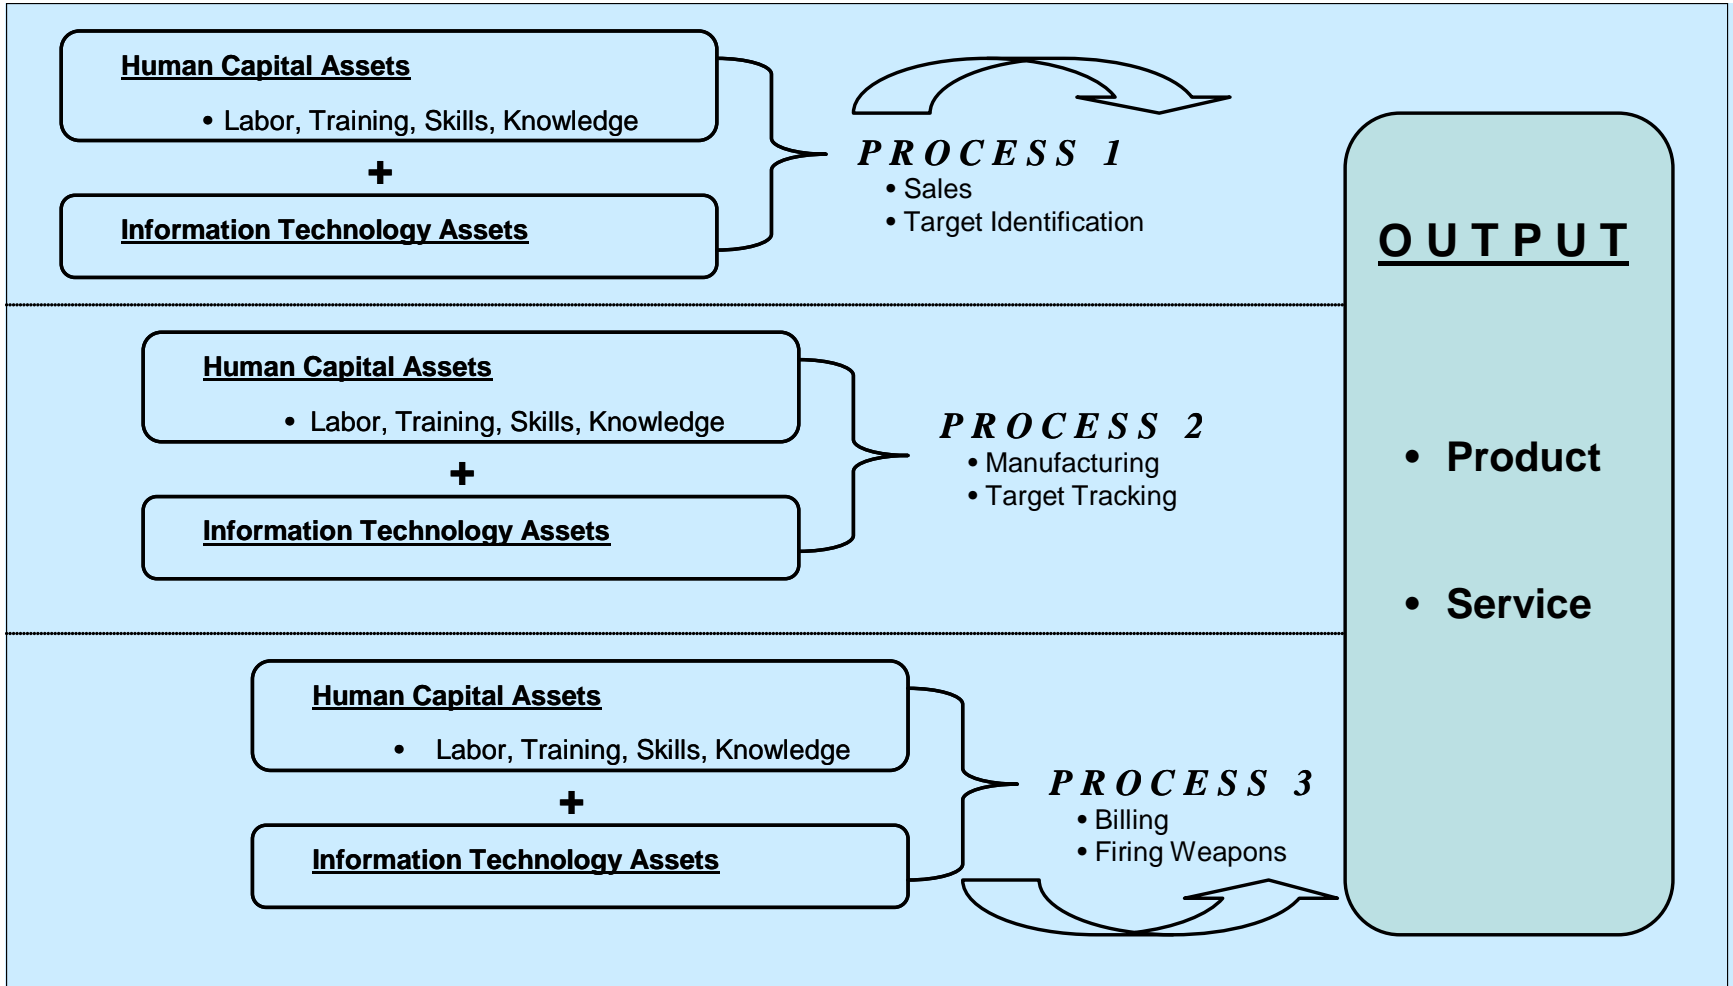 Human Capital Assets
• Labor, Training, Skills, Knowledge
+
Information Technology Assets
PROCESS 1
• Sales
• Target Identification
Human Capital Assets
• Labor, Training, Skills, Knowledge
+
Information Technology Assets
PROCESS 2
• Manufacturing
• Target Tracking
Human Capital Assets
• Labor, Training, Skills, Knowledge
+
Information Technology Assets
PROCESS 3
• Billing
• Firing Weapons
OUTPUT
• Product
• Service